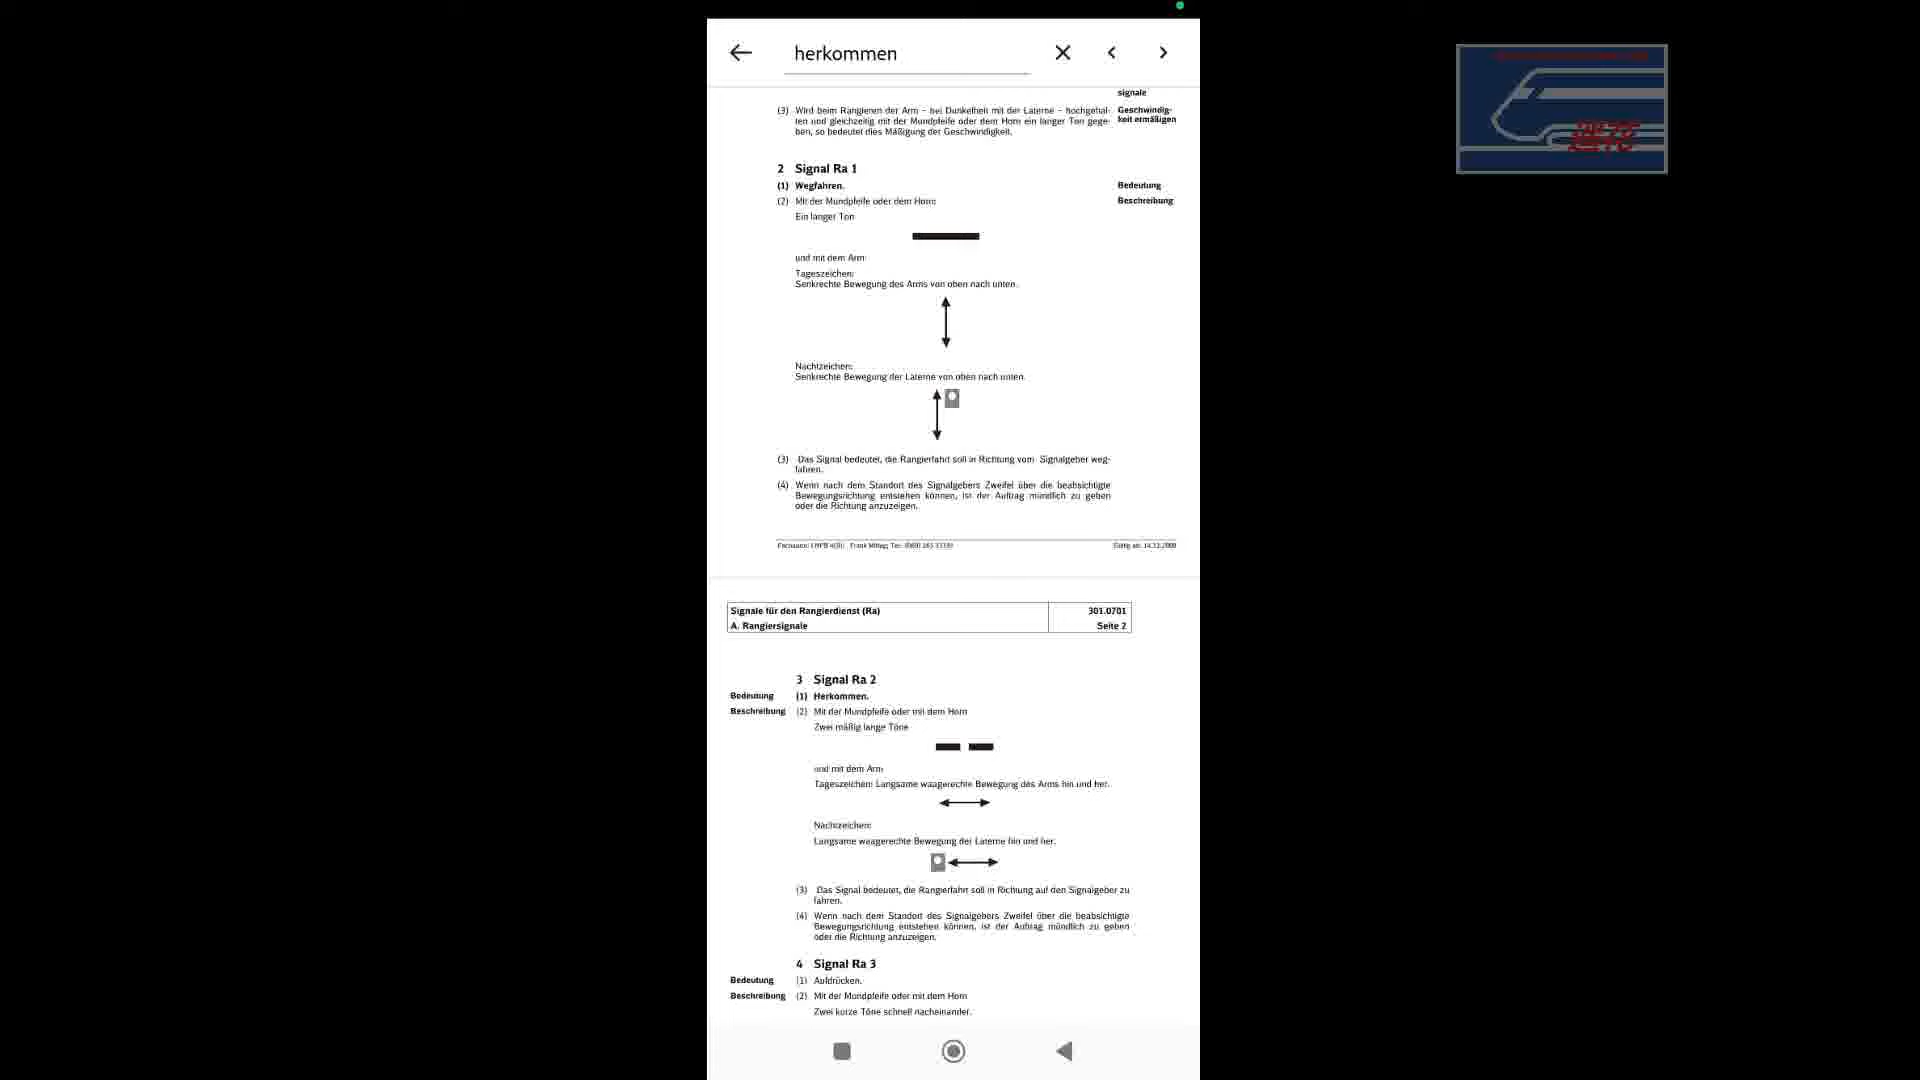 herkommen
signale
(3) Wird beim Rangieren der Arm – bei Dunkelheit mit der Laterne – hochgehal- Geschwindig-
ten und gleichzeitig mit der Mundpfeife oder dem Horn ein langer Ton gege- keit ermäßigen
ben, so bedeutet dies Mäßigung der Geschwindigkeit.
2 Signal Ra 1
(1) Wegfahren. Bedeutung
(2) Mit der Mundpfeife oder dem Horn: Beschreibung
Ein langer Ton
und mit dem Arm:
Tageszeichen:
Senkrechte Bewegung des Arms von oben nach unten.
Nachtzeichen:
Senkrechte Bewegung der Laterne von oben nach unten.
(3) Das Signal bedeutet, die Rangierfahrt soll in Richtung vom Signalgeber weg-
fahren.
(4) Wenn nach dem Standort des Signalgebers Zweifel über die beabsichtigte
Bewegungsrichtung entstehen können, ist der Auftrag mündlich zu geben
oder die Richtung anzuzeigen.
Frank Mittag; Tel.: Gültig ab: 14.12.2008
Signale für den Rangierdienst (Ra) 301.0701
A. Rangiersignale Seite 2
3 Signal Ra 2
Bedeutung (1) Herkommen.
Beschreibung (2) Mit der Mundpfeife oder mit dem Horn
Zwei mäßig lange Töne
und mit dem Arm:
Tageszeichen: Langsame waagerechte Bewegung des Arms hin und her.
Nachtzeichen:
Langsame waagerechte Bewegung der Laterne hin und her.
(3) Das Signal bedeutet, die Rangierfahrt soll in Richtung auf den Signalgeber zu
fahren.
(4) Wenn nach dem Standort des Signalgebers Zweifel über die beabsichtigte
Bewegungsrichtung entstehen können, ist der Auftrag mündlich zu geben
oder die Richtung anzuzeigen.
4 Signal Ra 3
Bedeutung (1) Aufdrücken.
Beschreibung (2) Mit der Mundpfeife oder mit dem Horn
Zwei kurze Töne schnell nacheinander.